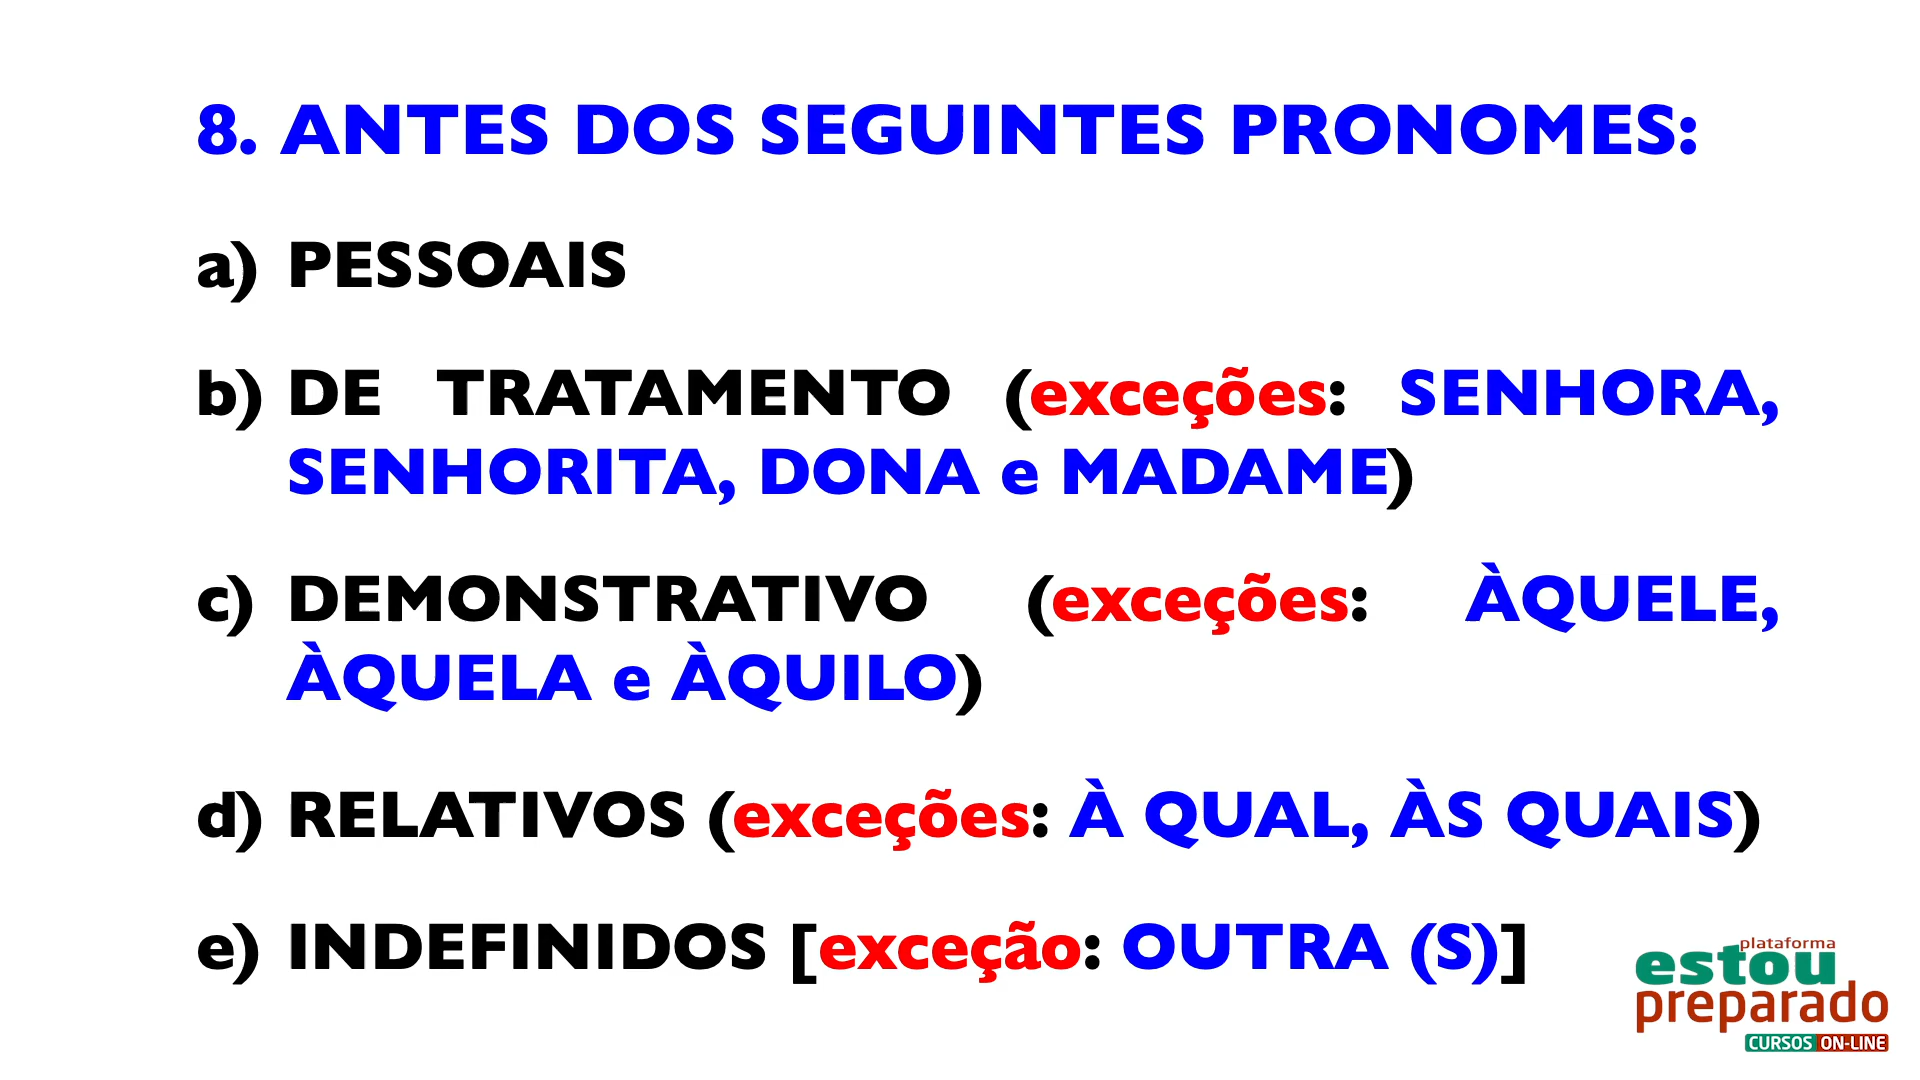 8. ANTES DOS SEGUINTES PRONOMES:
a) PESSOAIS
b) DE TRATAMENTO (exceções: SENHORA,
SENHORITA, DONA e MADAME)
c) DEMONSTRATIVO (exceções: ÀQUELE,
ÀQUELA e ÀQUILO)
d) RELATIVOS (exceções: À QUAL, ÀS QUAIS)
e) INDEFINIDOS [exceção: OUTRA (S)]
plataforma
estou
preparado
CURSOS ON-LINE